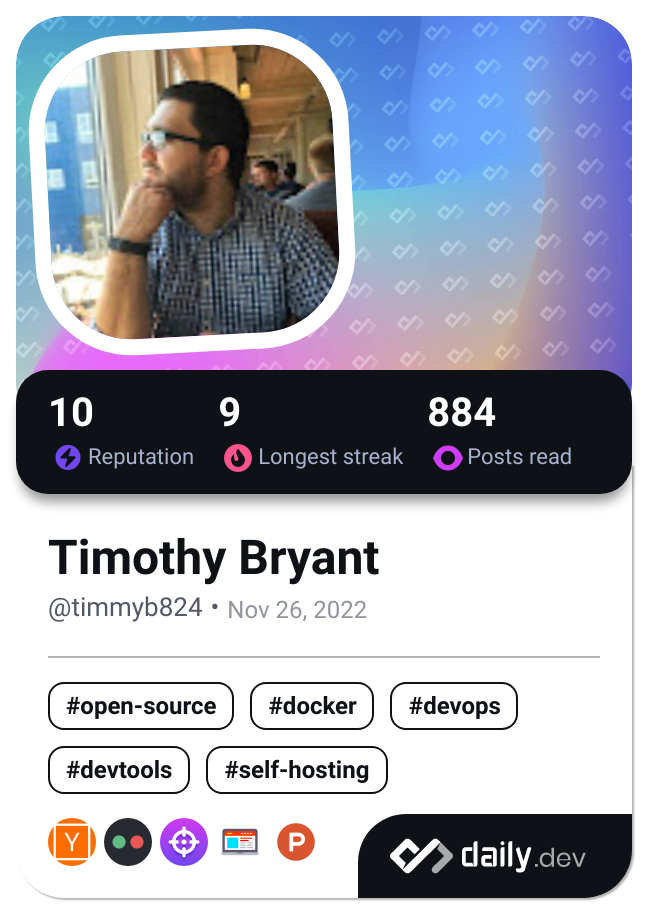 10 9 884
Reputation Longest streak Posts read
Timothy Bryant
@timmyb824 • Nov 26, 2022
#open-source #docker #devops
#devtools #self-hosting
Y P
daily.dev